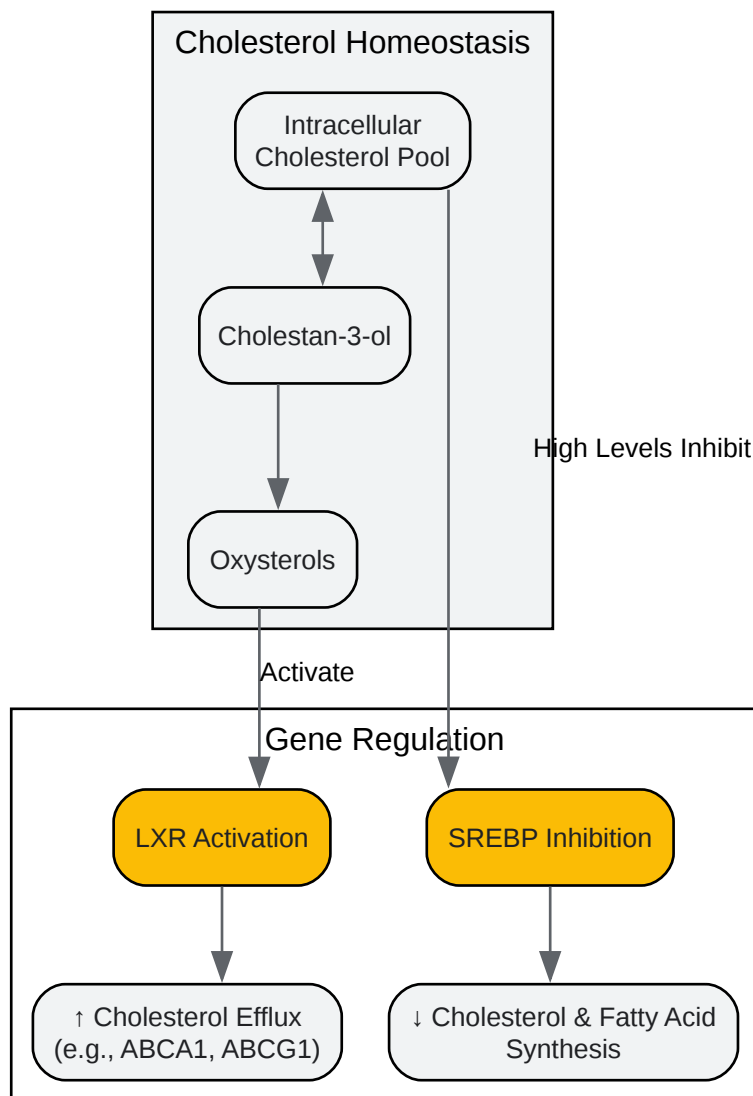 Cholesterol Homeostasis
Intracellular
Cholesterol Pool
Cholestan-3-ol
High Levels Inhibit
Oxysterols
Activate
Gene Regulation
LXR Activation
SREBP Inhibition
↑ Cholesterol Efflux
(e.g., ABCA1, ABCG1)
↓ Cholesterol & Fatty Acid
Synthesis